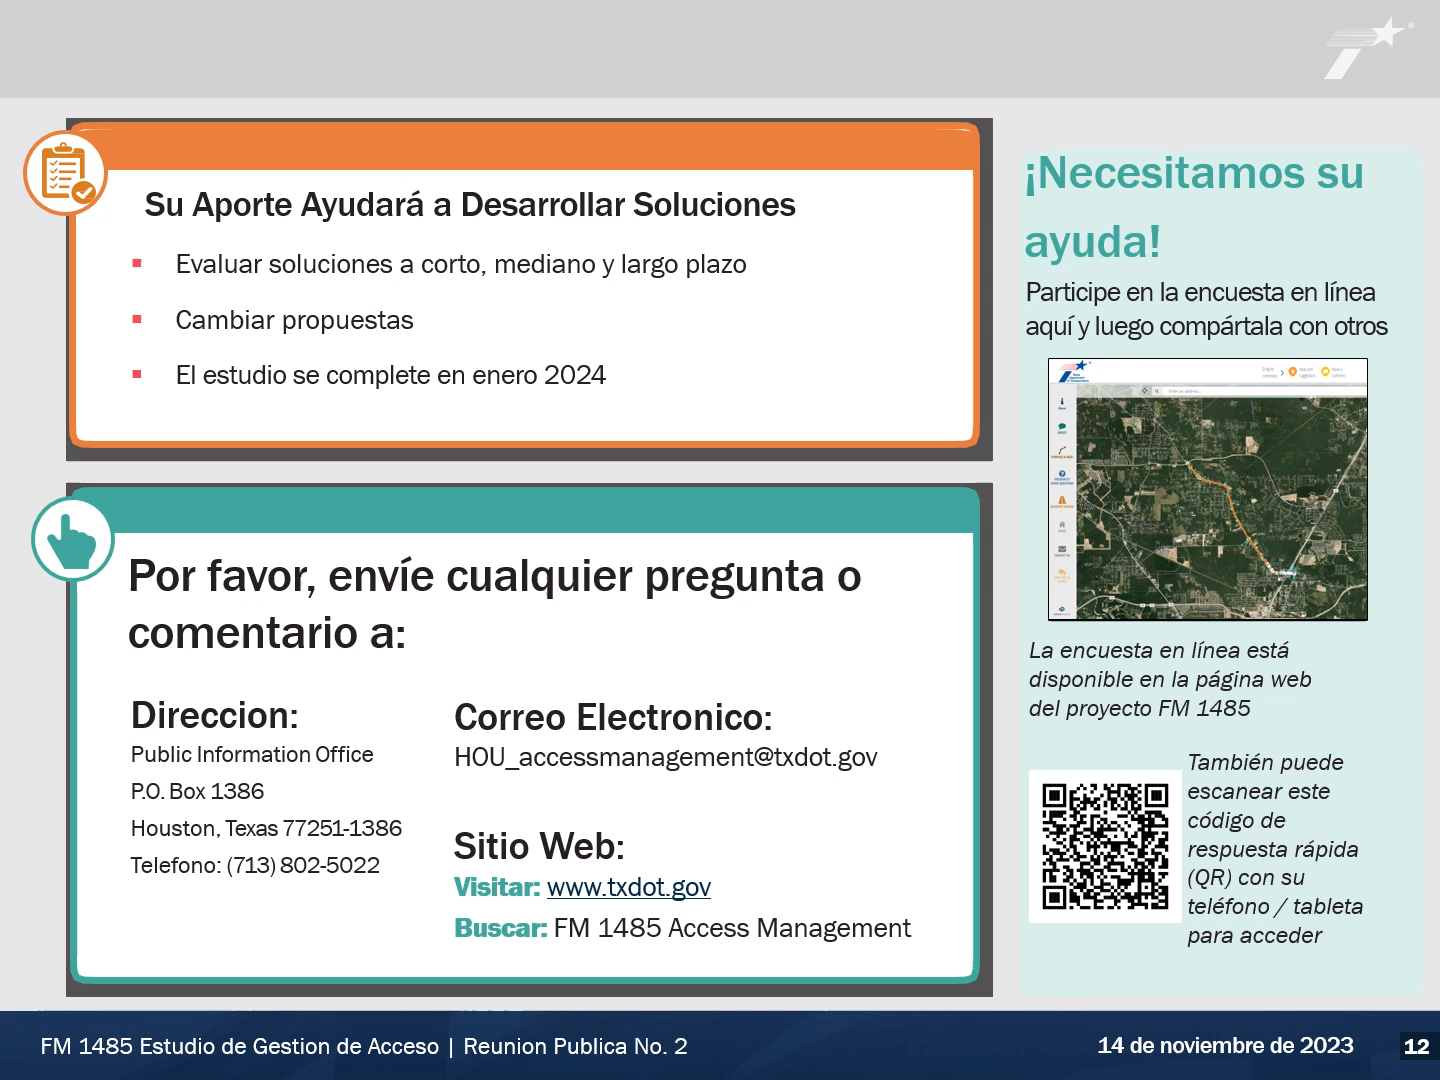 Su Aporte Ayudará a Desarrollar Soluciones
Evaluar soluciones a corto, mediano y largo plazo
Cambiar propuestas
El estudio se complete en enero 2024
Por favor, envíe cualquier pregunta o
comentario a:
Direccion:
Public Information Office
P.O. Box 1386
Houston, Texas 77251-1386
Telefono: (713) 802-5022
Correo Electronico:
HOU_accessmanagement@txdot.gov
Sitio Web:
Visitar: www.txdot.gov
Buscar: FM 1485 Access Management
¡Necesitamos su
ayuda!
Participe en la encuesta en línea
aquí y luego compártala con otros
La encuesta en línea está
disponible en la página web
del proyecto FM 1485
También puede
escanear este
código de
respuesta rápida
(QR) con su
teléfono / tableta
para acceder
FM 1485 Estudio de Gestion de Acceso | Reunion Publica No. 2
14 de noviembre de 2023
12